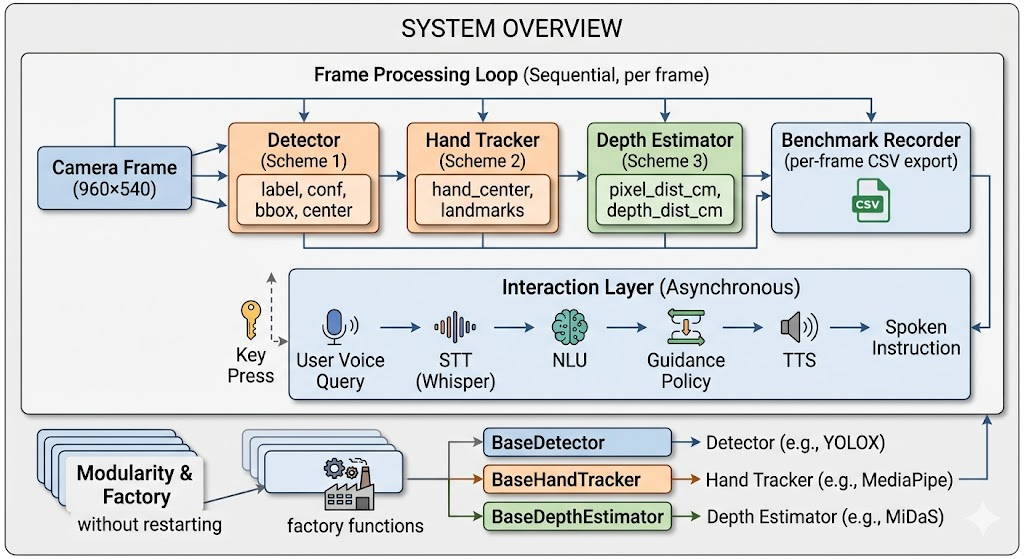 SYSTEM OVERVIEW
Frame Processing Loop (Sequential, per frame)
Camera Frame
(960×540)
Detector
(Scheme 1)
label, conf,
bbox, center
Hand Tracker
(Scheme 2)
hand_center,
landmarks
Depth Estimator
(Scheme 3)
pixel_dist_cm,
depth_dist_cm
Benchmark Recorder
(per-frame CSV export)
CSV
Interaction Layer (Asynchronous)
Key
Press
User Voice
Query
STT
(Whisper)
NLU
Guidance
Policy
TTS
Spoken
Instruction
Modularity &
Factory
without restarting
factory functions
BaseDetector
Detector (e.g., YOLOX)
BaseHandTracker
Hand Tracker (e.g., MediaPipe)
BaseDepthEstimator
Depth Estimator (e.g., MiDaS)